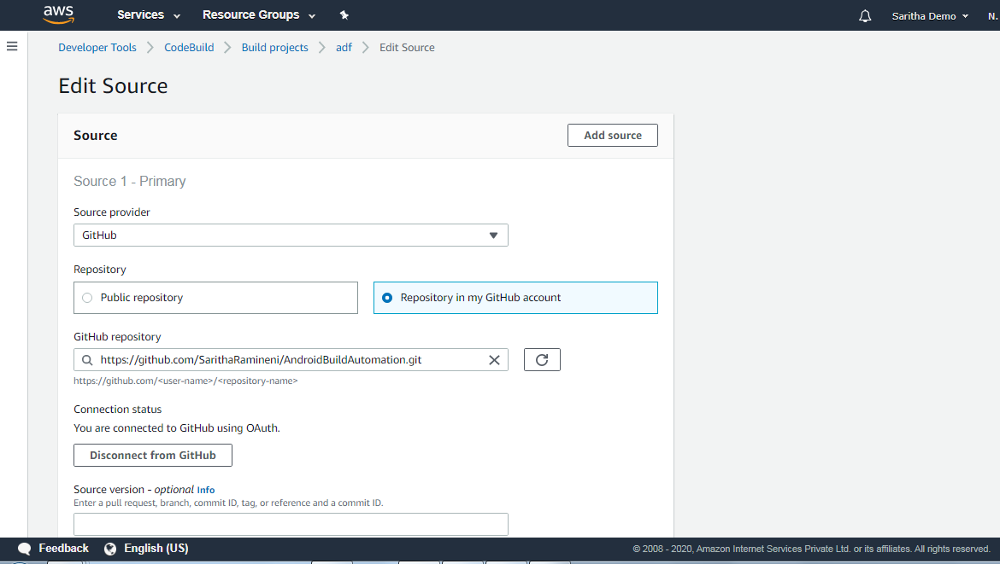 aws Services Resource Groups Saritha Demo N.
Developer Tools CodeBuild Build projects adf Edit Source
Edit Source
Source Add source
Source 1 - Primary
Source provider
GitHub
Repository
Public repository Repository in my GitHub account
GitHub repository
https://github.com/SarithaRamineni/AndroidBuildAutomation.git
https://github.com/<user-name>/<repository-name>
Connection status
You are connected to GitHub using OAuth.
Disconnect from GitHub
Source version - optional Info
Enter a pull request, branch, commit ID, tag, or reference and a commit ID.
Feedback English (US) © 2008 - 2020, Amazon Internet Services Private Ltd. or its affiliates. All rights reserved.